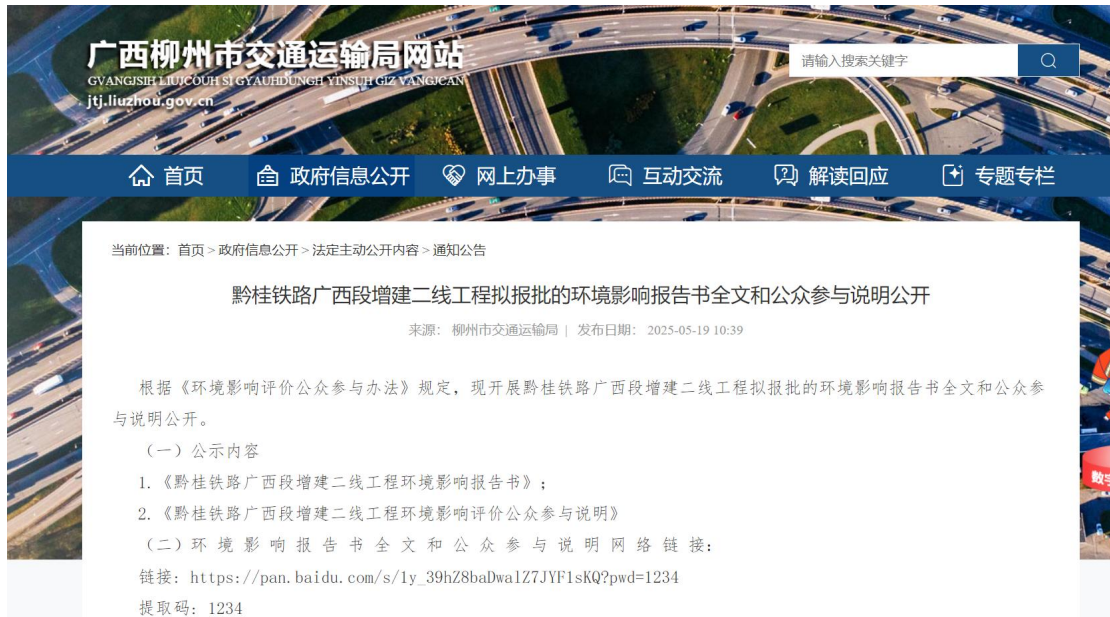 广西柳州市交通运输局网站
GVANGJSIH LIUJCOUH SI GYAUHDUNGH YINSUH GIZ VANGJCAN
jtj.liuzhou.gov.cn
请输入搜索关键字
首页 政府信息公开 网上办事 互动交流 解读回应 专题专栏
当前位置：首页 > 政府信息公开 > 法定主动公开内容 > 通知公告
黔桂铁路广西段增建二线工程拟报批的环境影响报告书全文和公众参与说明公开
来源： 柳州市交通运输局 | 发布日期： 2025-05-19 10:39
根据《环境影响评价公众参与办法》规定，现开展黔桂铁路广西段增建二线工程拟报批的环境影响报告书全文和公众参
与说明公开。
（一）公示内容
1.《黔桂铁路广西段增建二线工程环境影响报告书》；
2.《黔桂铁路广西段增建二线工程环境影响评价公众参与说明》
（二）环 境 影 响 报 告 书 全 文 和 公 众 参 与 说 明 网 络 链 接：
链接：https://pan.baidu.com/s/1y_39hZ8baDwalZ7JYF1sKQ?pwd=1234
提取码：1234
数字